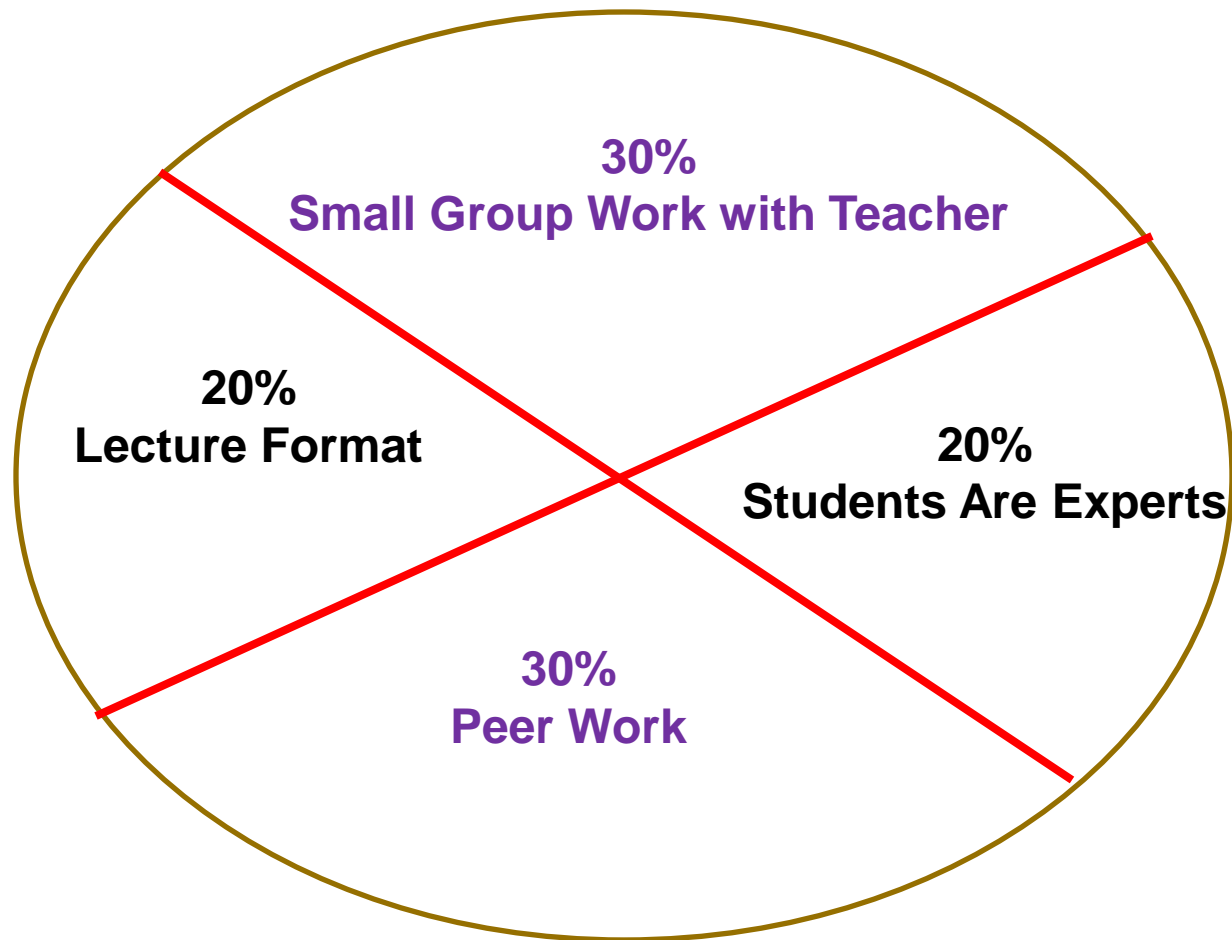 30%
Small Group Work with Teacher
20%
Lecture Format
20%
Students Are Experts
30%
Peer Work